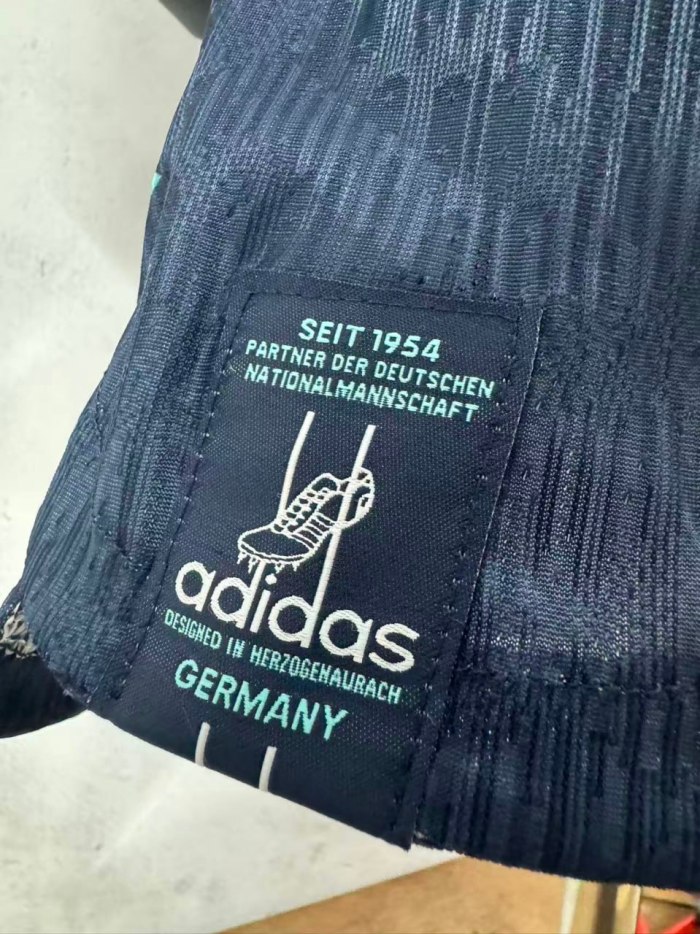 SEIT 1954
PARTNER DER DEUTSCHEN
NATIONALMANNSCHAFT
adidas
DESIGNED IN HERZOGENAURACH
GERMANY